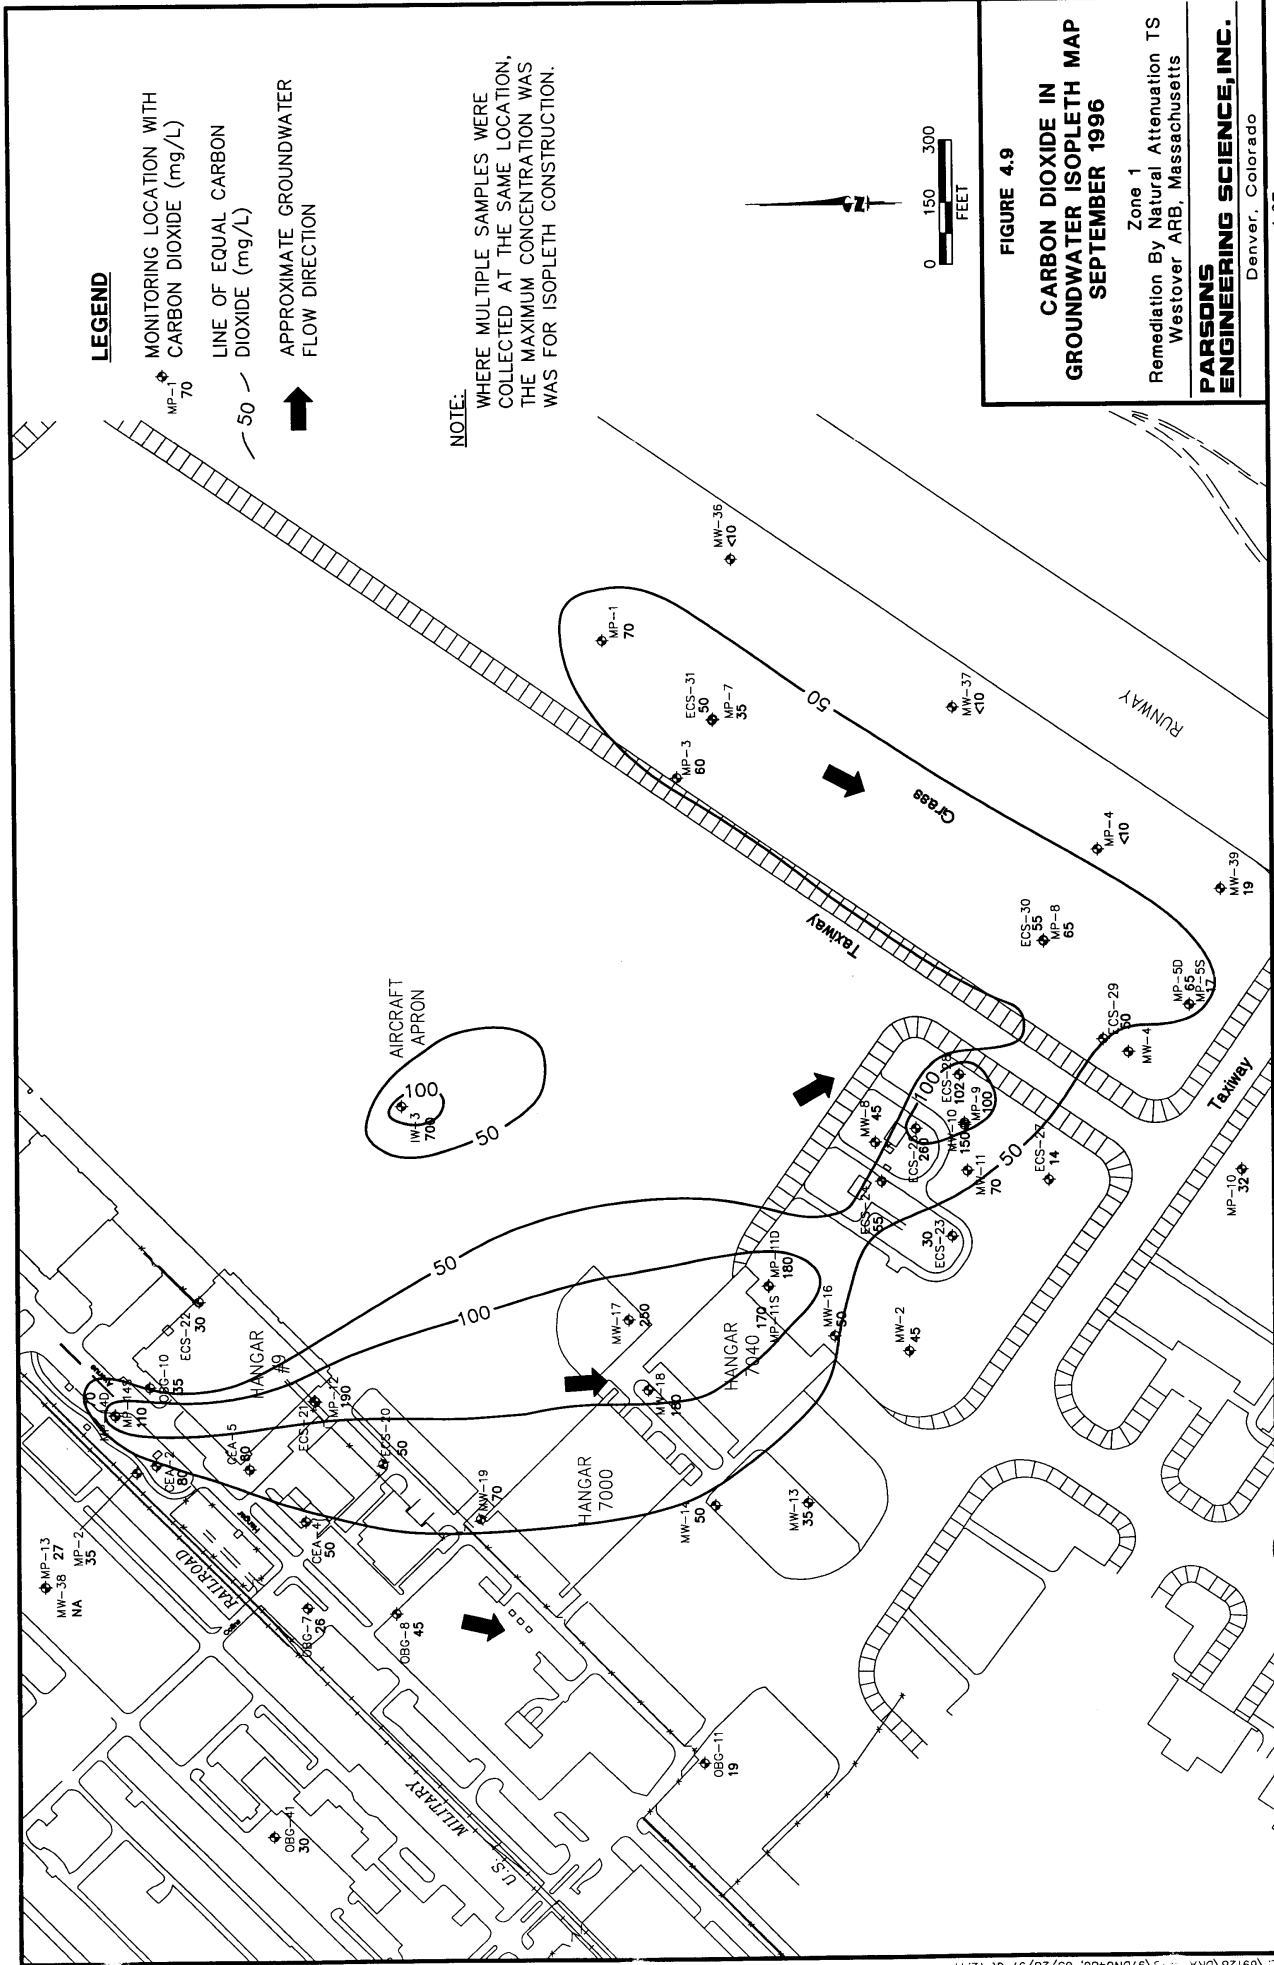 LEGEND
MP-1
70
MONITORING LOCATION WITH
CARBON DIOXIDE (mg/L)
50
LINE OF EQUAL CARBON
DIOXIDE (mg/L)
APPROXIMATE GROUNDWATER
FLOW DIRECTION
NOTE:
WHERE MULTIPLE SAMPLES WERE
COLLECTED AT THE SAME LOCATION,
THE MAXIMUM CONCENTRATION WAS
WAS FOR ISOPLETH CONSTRUCTION.
N
0 150 300
FEET
FIGURE 4.9
CARBON DIOXIDE IN
GROUNDWATER ISOPLETH MAP
SEPTEMBER 1996
Zone 1
Remediation By Natural Attenuation TS
Westover ARB, Massachusetts
PARSONS
ENGINEERING SCIENCE, INC.
Denver, Colorado
MP-13
27
MW-38
NA
MP-2
35
CEA-2
80
MP-14S
110
OBG-10
35
ECS-22
30
HANGAR
#9
CEA-5
80
ECS-21
MP-12
190
CEA-4
50
ECS-20
50
OBG-7
26
OBG-8
45
OBG-41
30
OBG-11
19
RAILROAD
MILITARY
U.S.
MW-19
70
HANGAR
7000
MW-17
250
MW-18
180
HANGAR
7040
170
MP-11S
MP-11D
180
MW-16
50
MW-14
50
MW-13
35
MW-2
45
50
100
AIRCRAFT
APRON
IW-3
700
100
50
MW-8
45
ECS-24
55
30
ECS-23
260
MW-10
150
MP-9
100
ECS-28
102
100
MW-11
70
ECS-27
14
50
Taxiway
Taxiway
MP-10
32
ECS-29
50
MW-4
MP-5D
65
MP-5S
17
ECS-30
55
MP-8
65
MP-4
<10
MW-39
19
Grass
RUNWAY
MW-37
<10
50
MP-3
60
ECS-31
50
MP-7
35
MP-1
70
MW-36
<10